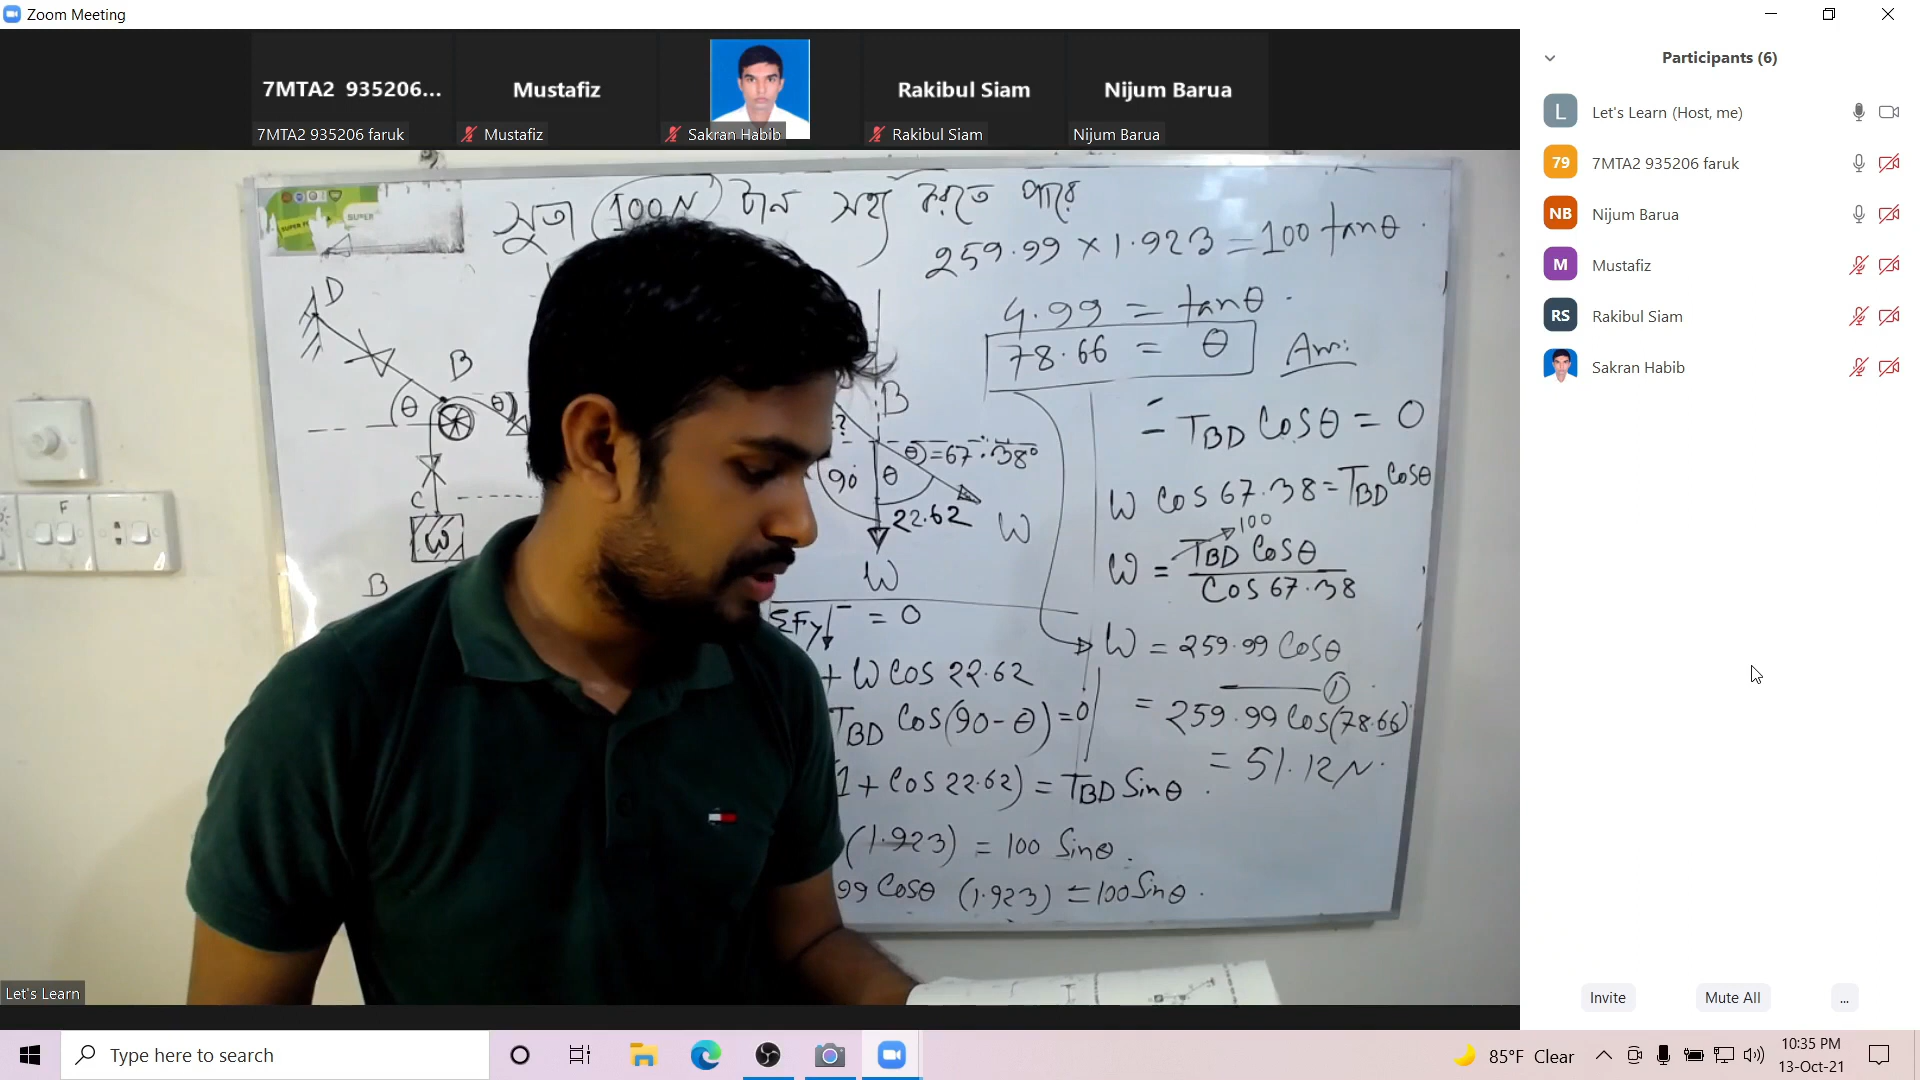 Zoom Meeting
7MTA2 935206...
Mustafiz
Rakibul Siam
Nijum Barua
7MTA2 935206 faruk
Mustafiz
Sakran Habib
Rakibul Siam
Nijum Barua
সুতা 100N টান সহ্য করতে পারে
259.99 × 1.923 = 100 tanθ
4.99 = tanθ
78.66 = θ Ans:
D
B
θ
θ
C
W
B
B
?
θ = 67.38°
90°
θ
22.62
W
W
- TBD Cosθ = 0
W Cos 67.38 = TBD Cosθ
100
W = TBD Cosθ
Cos 67.38
W = 259.99 Cosθ
1
= 259.99 Cos(78.66)
= 51.12N.
ΣFy = 0
+ W Cos 22.62
TBD Cos(90-θ) = 0
1 + Cos 22.62) = TBD Sinθ
(1.923) = 100 Sinθ.
99 Cosθ (1.923) = 100 Sinθ.
SUPER
F
Let's Learn
Participants (6)
L Let's Learn (Host, me)
79 7MTA2 935206 faruk
NB Nijum Barua
M Mustafiz
RS Rakibul Siam
Sakran Habib
Invite Mute All ...
Type here to search
85°F Clear
10:35 PM
13-Oct-21